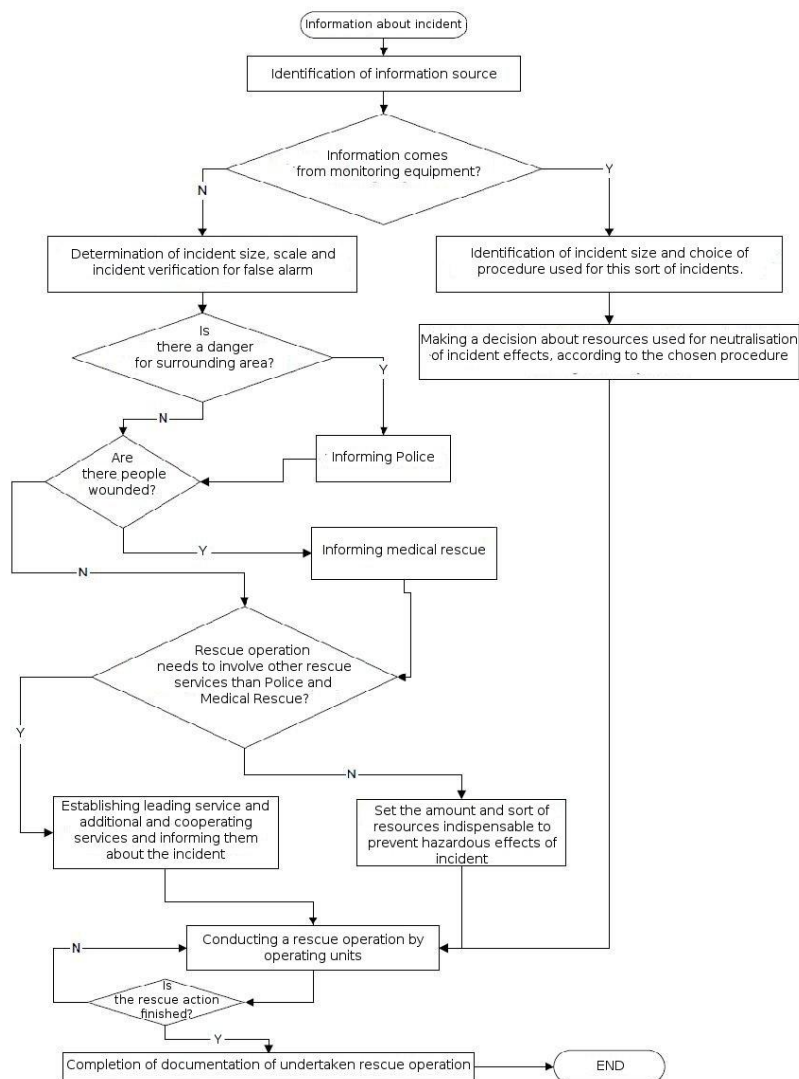 Information about incident
Identification of information source
Information comes
from monitoring equipment?
N
Y
Determination of incident size, scale and
incident verification for false alarm
Identification of incident size and choice of
procedure used for this sort of incidents.
Is
there a danger
for surrounding area?
Y
N
Making a decision about resources used for neutralisation
of incident effects, according to the chosen procedure
Are
there people
wounded?
Informing Police
Y
N
Informing medical rescue
Rescue operation
needs to involve other rescue
services than Police and
Medical Rescue?
Y
N
Establishing leading service and
additional and cooperating
services and informing them
about the incident
Set the amount and sort of
resources indispensable to
prevent hazardous effects of
incident
Conducting a rescue operation by
operating units
N
Is
the rescue action
finished?
Y
Completion of documentation of undertaken rescue operation
END